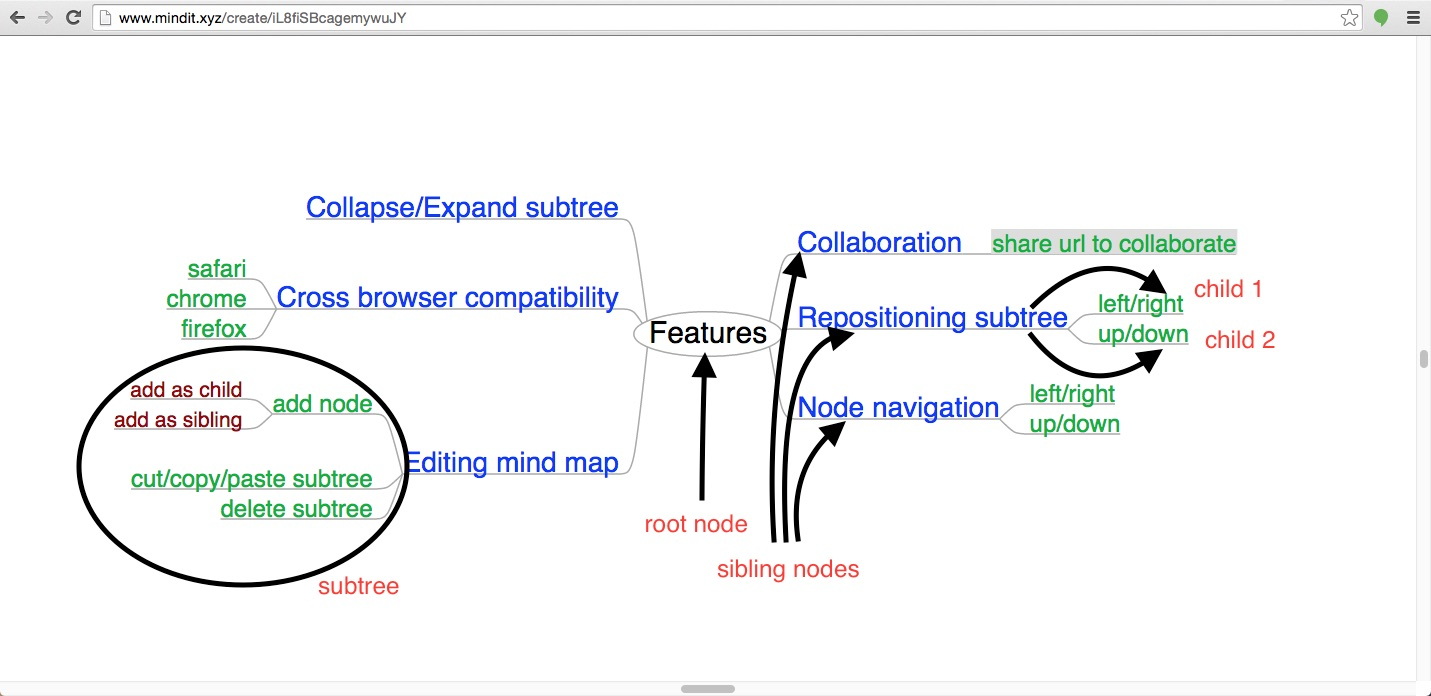 www.mindit.xyz/create/iL8fiSBcagemywuJY
Collapse/Expand subtree
Collaboration
share url to collaborate
safari
chrome
firefox
Cross browser compatibility
Features
Repositioning subtree
left/right
up/down
child 1
child 2
add as child
add as sibling
add node
cut/copy/paste subtree
delete subtree
Editing mind map
Node navigation
left/right
up/down
root node
sibling nodes
subtree